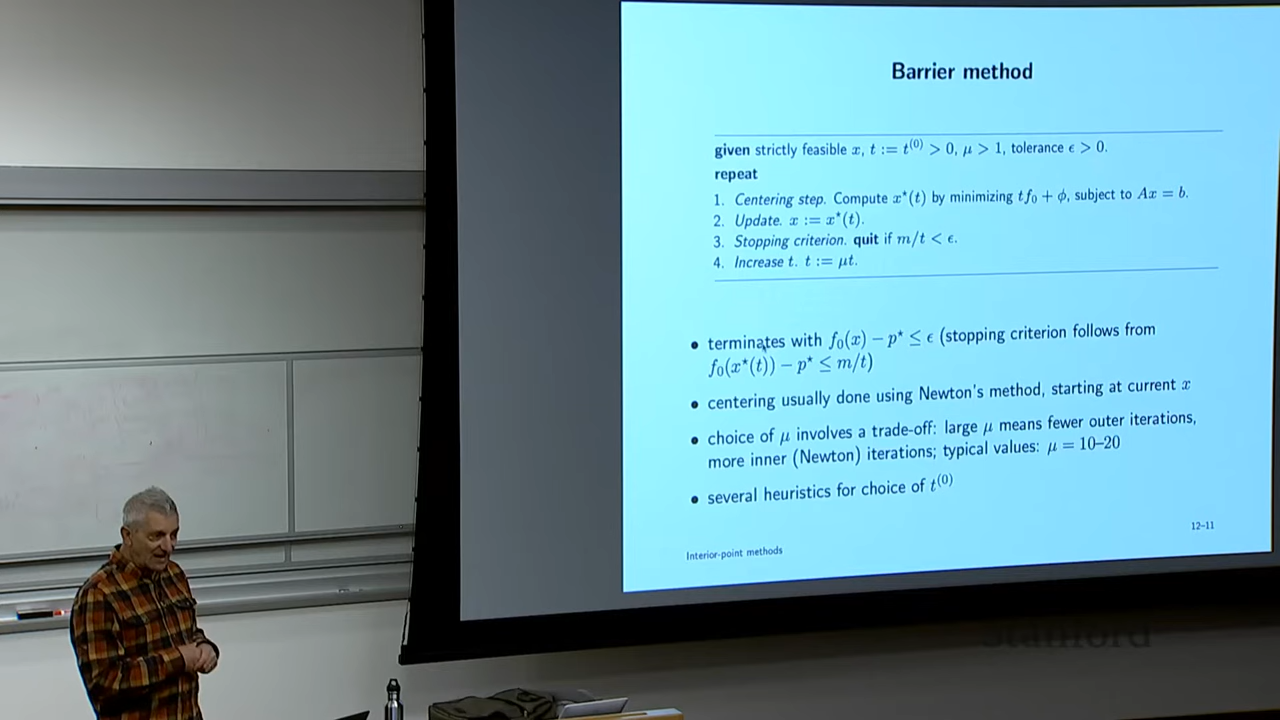 Barrier method
given strictly feasible x, t := t⁽⁰⁾ > 0, μ > 1, tolerance ϵ > 0.
repeat
1. Centering step. Compute x⋆(t) by minimizing tf₀ + ϕ, subject to Ax = b.
2. Update. x := x⋆(t).
3. Stopping criterion. quit if m/t < ϵ.
4. Increase t. t := μt.
• terminates with f₀(x) − p⋆ ≤ ϵ (stopping criterion follows from
f₀(x⋆(t)) − p⋆ ≤ m/t)
• centering usually done using Newton's method, starting at current x
• choice of μ involves a trade-off: large μ means fewer outer iterations,
more inner (Newton) iterations; typical values: μ = 10–20
• several heuristics for choice of t⁽⁰⁾
Interior-point methods
12–11
Stanford